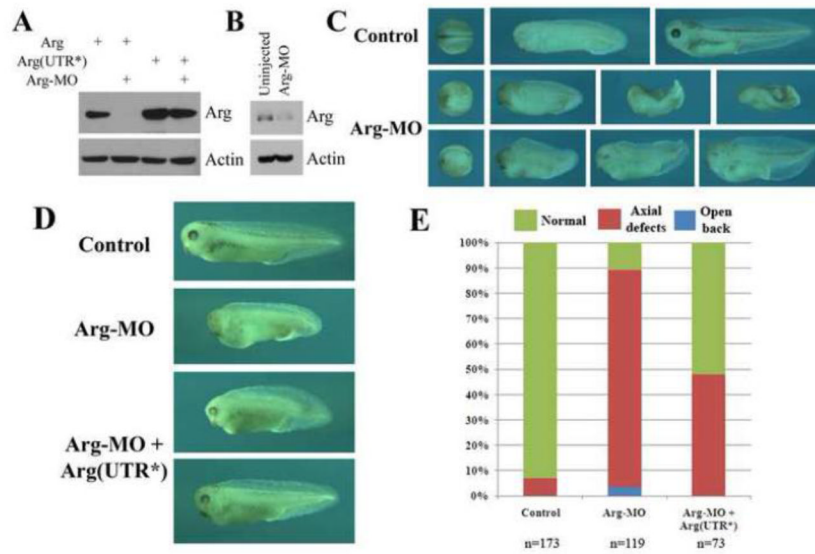 A
Arg + +
Arg(UTR*) + +
Arg-MO + +
Arg
Actin
B
Uninjected
Arg-MO
Arg
Actin
C
Control
Arg-MO
D
Control
Arg-MO
Arg-MO +
Arg(UTR*)
E
Normal
Axial defects
Open back
100%
90%
80%
70%
60%
50%
40%
30%
20%
10%
0%
Control
Arg-MO
Arg-MO +
Arg(UTR*)
n=173
n=119
n=73